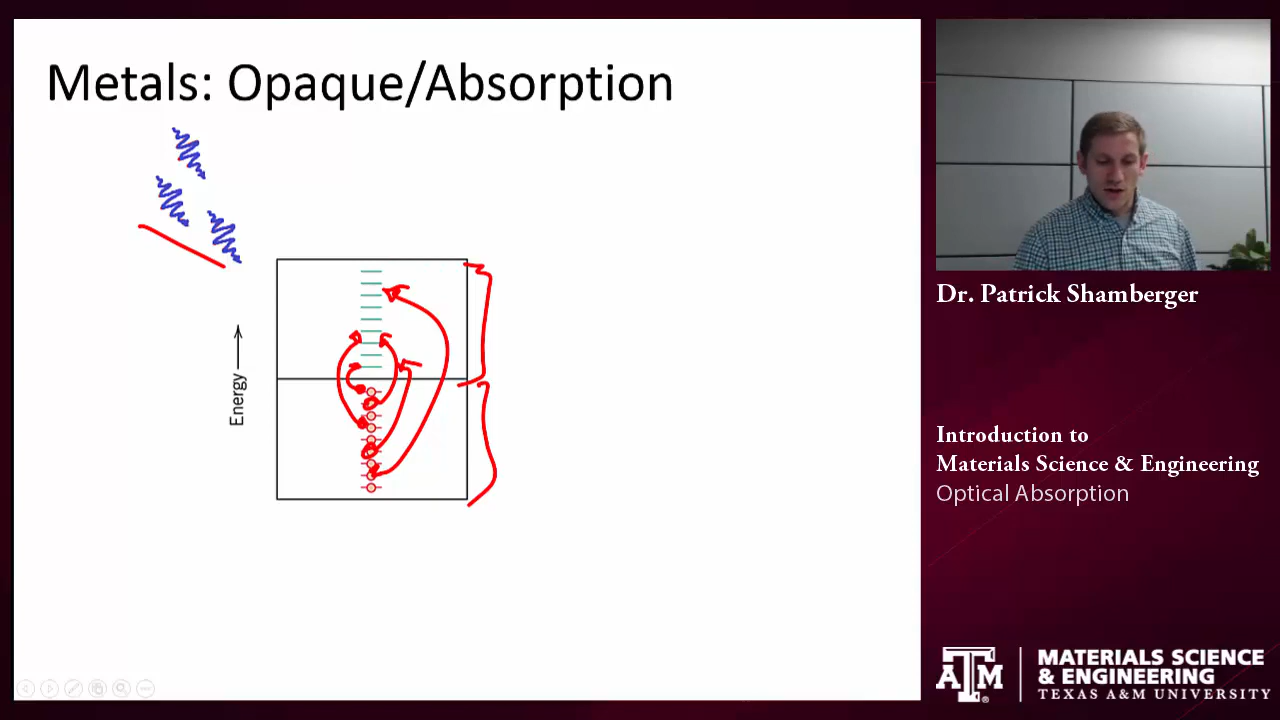 Metals: Opaque/Absorption
Energy
Dr. Patrick Shamberger
Introduction to
Materials Science & Engineering
Optical Absorption
ATM
MATERIALS SCIENCE
& ENGINEERING
TEXAS A&M UNIVERSITY